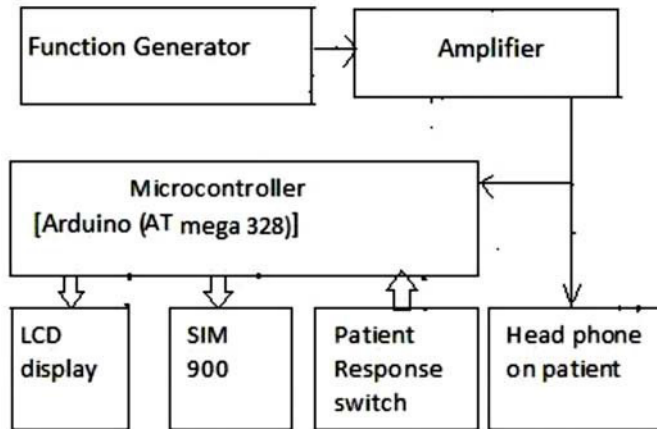 Function Generator
Amplifier
Microcontroller
[Arduino (AT mega 328)]
LCD
display
SIM
900
Patient
Response
switch
Head phone
on patient